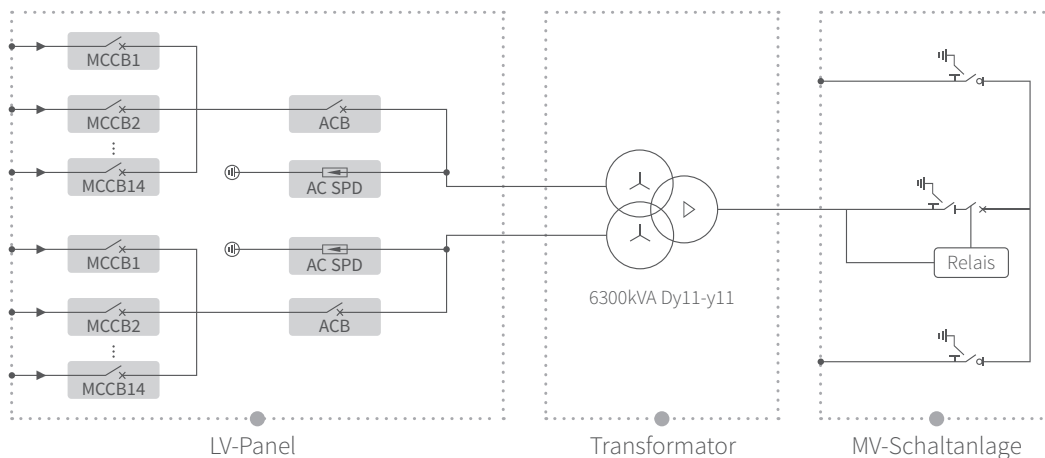 MCCB1
MCCB2
MCCB14
ACB
AC SPD
MCCB1
MCCB2
MCCB14
AC SPD
ACB
6300kVA Dy11-y11
Relais
LV-Panel
Transformator
MV-Schaltanlage